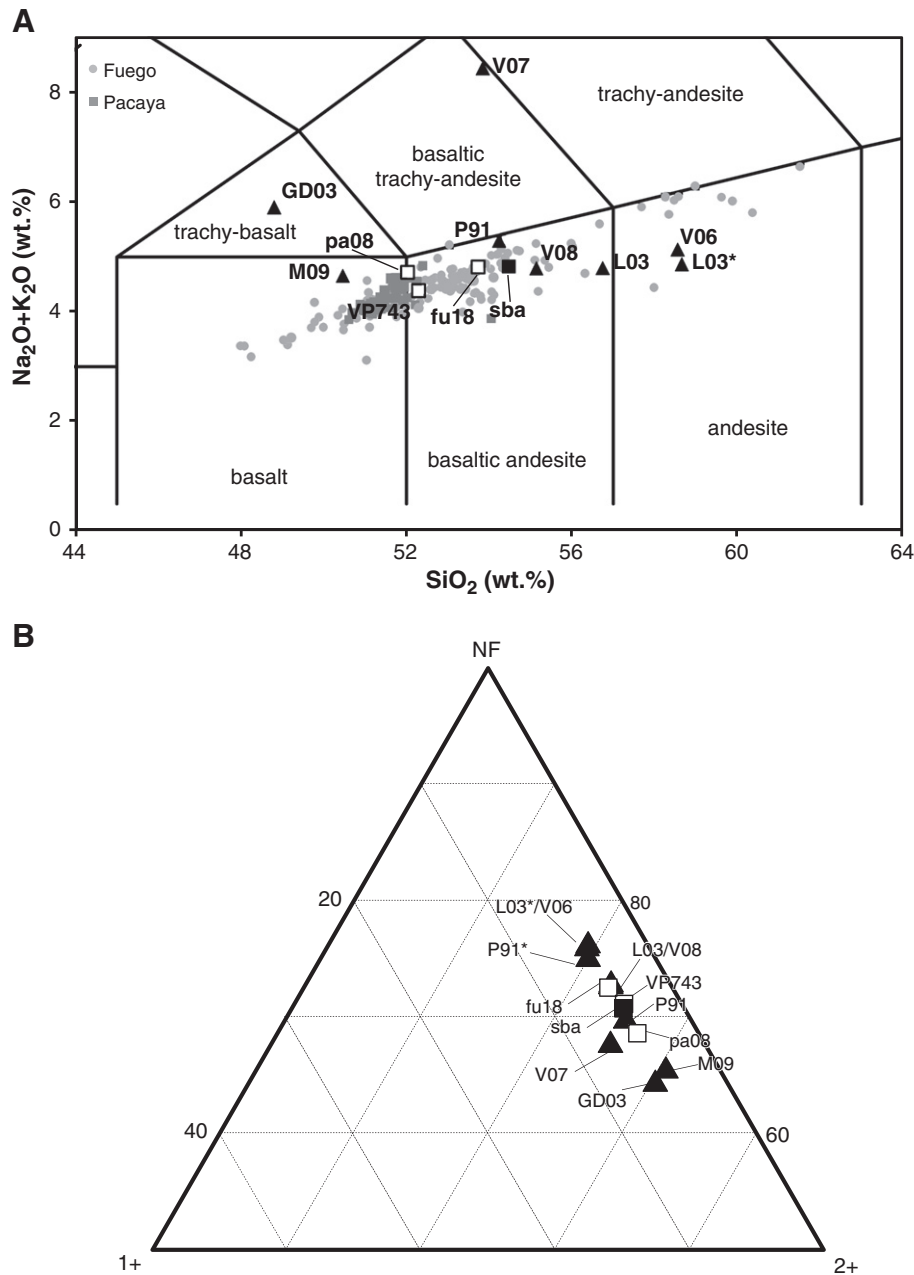 A
Fuego
Pacaya
V07
trachy-andesite
basaltic
trachy-andesite
GD03
trachy-basalt
pa08
P91
M09
V08
L03
V06
L03*
VP743
fu18
sba
basalt
basaltic andesite
andesite
8
6
4
2
0
Na₂O+K₂O (wt.%)
44
48
52
56
60
64
SiO₂ (wt.%)
B
NF
20
80
L03*/V06
P91*
L03/V08
VP743
fu18
P91
sba
pa08
V07
M09
GD03
40
60
1+
2+